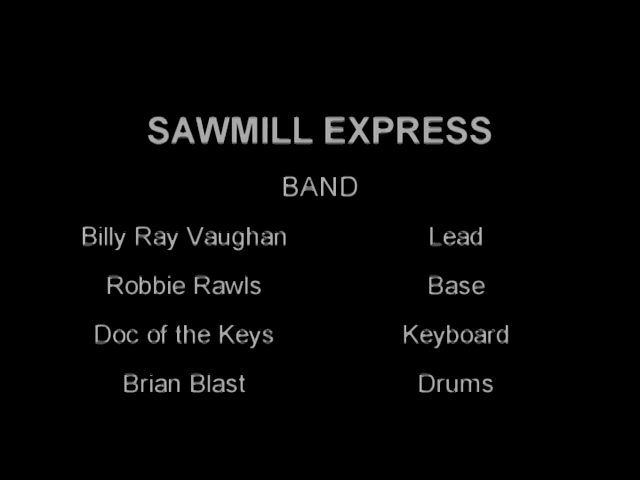 SAWMILL EXPRESS
BAND
Billy Ray Vaughan Lead
Robbie Rawls Base
Doc of the Keys Keyboard
Brian Blast Drums